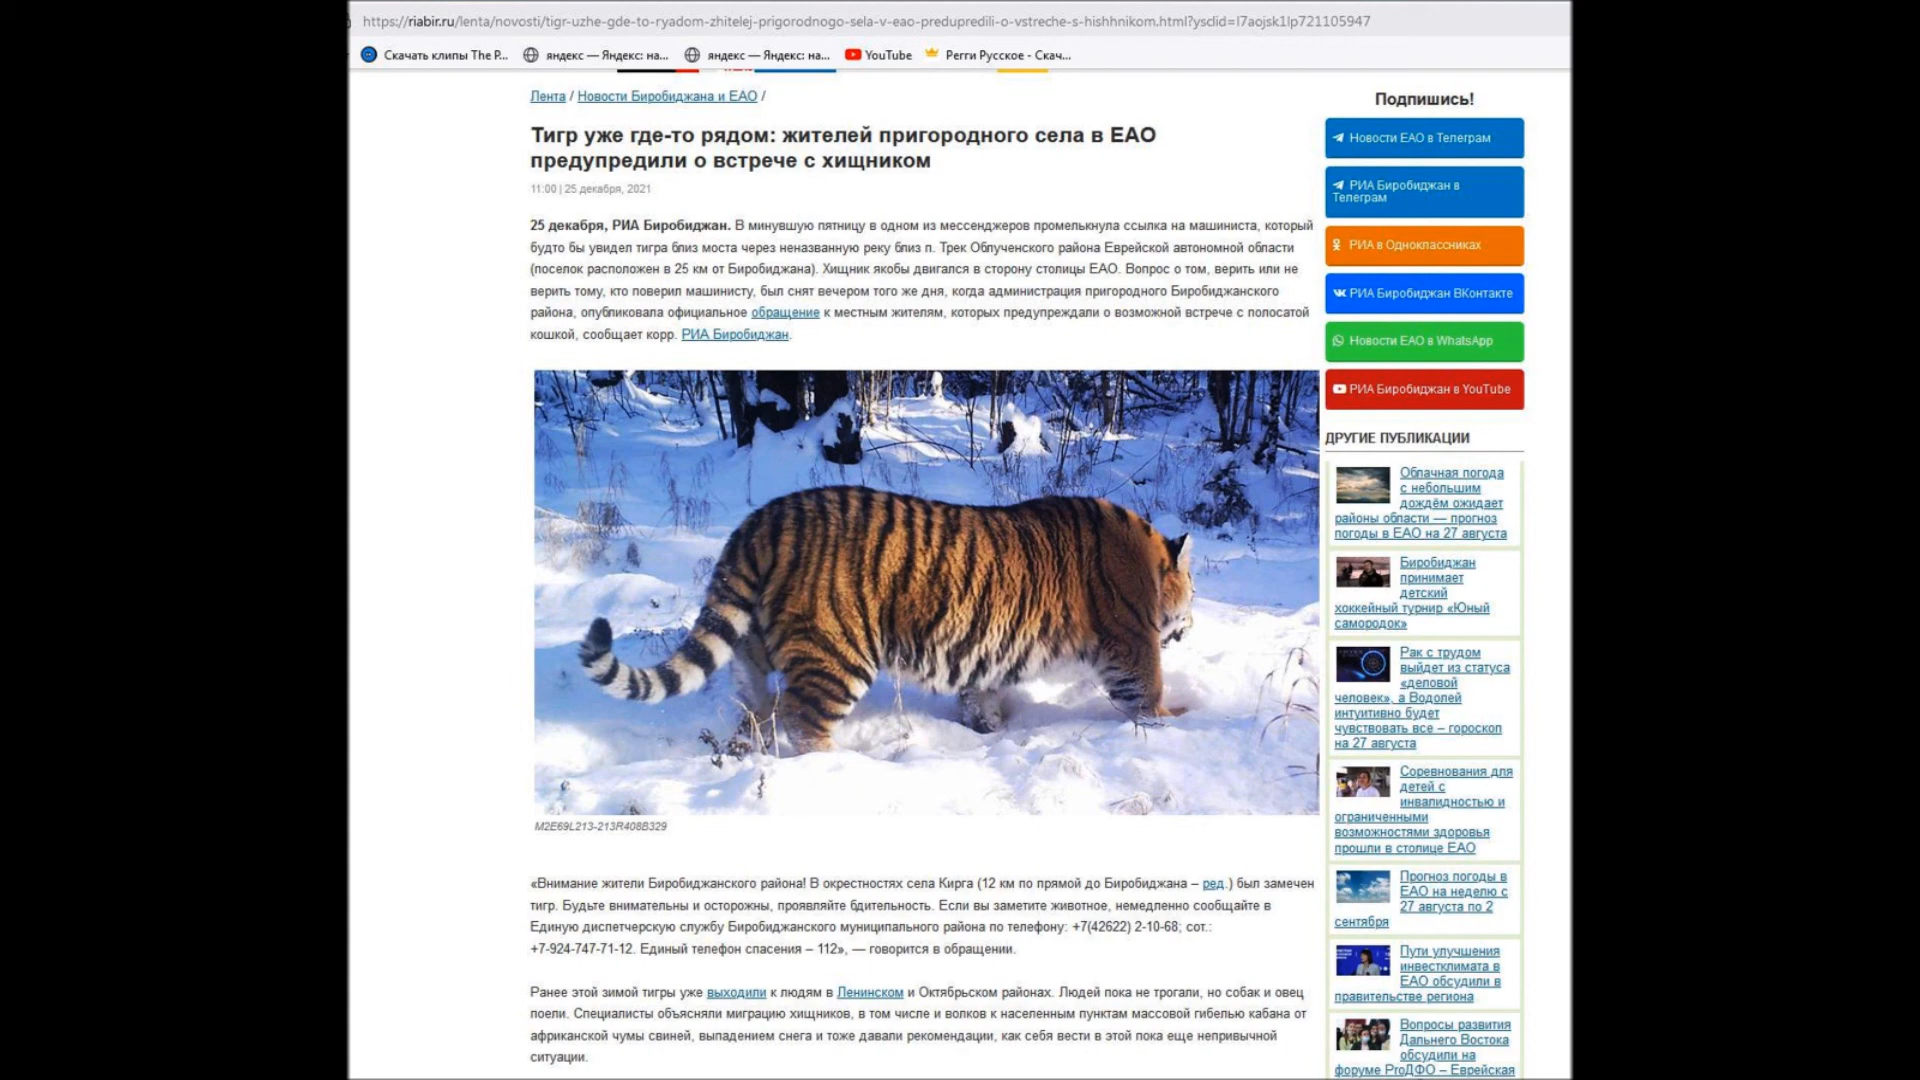 https://riabir.ru/lenta/novosti/tigr-uzhe-gde-to-ryadom-zhitelej-prigorodnogo-sela-v-eao-predupredili-o-vstreche-s-hishhnikom.html?ysclid=l7aojsk1lp721105947
Скачать клипы The P...
яндекс — Яндекс: на...
яндекс — Яндекс: на...
YouTube
Регги Русское - Скач...
Лента / Новости Биробиджана и ЕАО /
Тигр уже где-то рядом: жителей пригородного села в ЕАО
предупредили о встрече с хищником
11:00 | 25 декабря, 2021
25 декабря, РИА Биробиджан. В минувшую пятницу в одном из мессенджеров промелькнула ссылка на машиниста, который
будто бы увидел тигра близ моста через неназванную реку близ п. Трек Облученского района Еврейской автономной области
(поселок расположен в 25 км от Биробиджана). Хищник якобы двигался в сторону столицы ЕАО. Вопрос о том, верить или не
верить тому, кто поверил машинисту, был снят вечером того же дня, когда администрация пригородного Биробиджанского
района, опубликовала официальное обращение к местным жителям, которых предупреждали о возможной встрече с полосатой
кошкой, сообщает корр. РИА Биробиджан.
M2E69L213-213R408B329
«Внимание жители Биробиджанского района! В окрестностях села Кирга (12 км по прямой до Биробиджана – ред.) был замечен
тигр. Будьте внимательны и осторожны, проявляйте бдительность. Если вы заметите животное, немедленно сообщайте в
Единую диспетчерскую службу Биробиджанского муниципального района по телефону: +7(42622) 2-10-68; сот.:
+7-924-747-71-12. Единый телефон спасения – 112», — говорится в обращении.
Ранее этой зимой тигры уже выходили к людям в Ленинском и Октябрьском районах. Людей пока не трогали, но собак и овец
поели. Специалисты объясняли миграцию хищников, в том числе и волков к населенным пунктам массовой гибелью кабана от
африканской чумы свиней, выпадением снега и тоже давали рекомендации, как себя вести в этой пока еще непривычной
ситуации.
Подпишись!
Новости ЕАО в Телеграм
РИА Биробиджан в
Телеграм
РИА в Одноклассниках
РИА Биробиджан ВКонтакте
Новости ЕАО в WhatsApp
РИА Биробиджан в YouTube
ДРУГИЕ ПУБЛИКАЦИИ
Облачная погода
с небольшим
дождём ожидает
районы области — прогноз
погоды в ЕАО на 27 августа
Биробиджан
принимает
детский
хоккейный турнир «Юный
самородок»
Рак с трудом
выйдет из статуса
«деловой
человек», а Водолей
интуитивно будет
чувствовать все – гороскоп
на 27 августа
Соревнования для
детей с
инвалидностью и
ограниченными
возможностями здоровья
прошли в столице ЕАО
Прогноз погоды в
ЕАО на неделю с
27 августа по 2
сентября
Пути улучшения
инвестклимата в
ЕАО обсудили в
правительстве региона
Вопросы развития
Дальнего Востока
обсудили на
форуме ProДФО – Еврейская